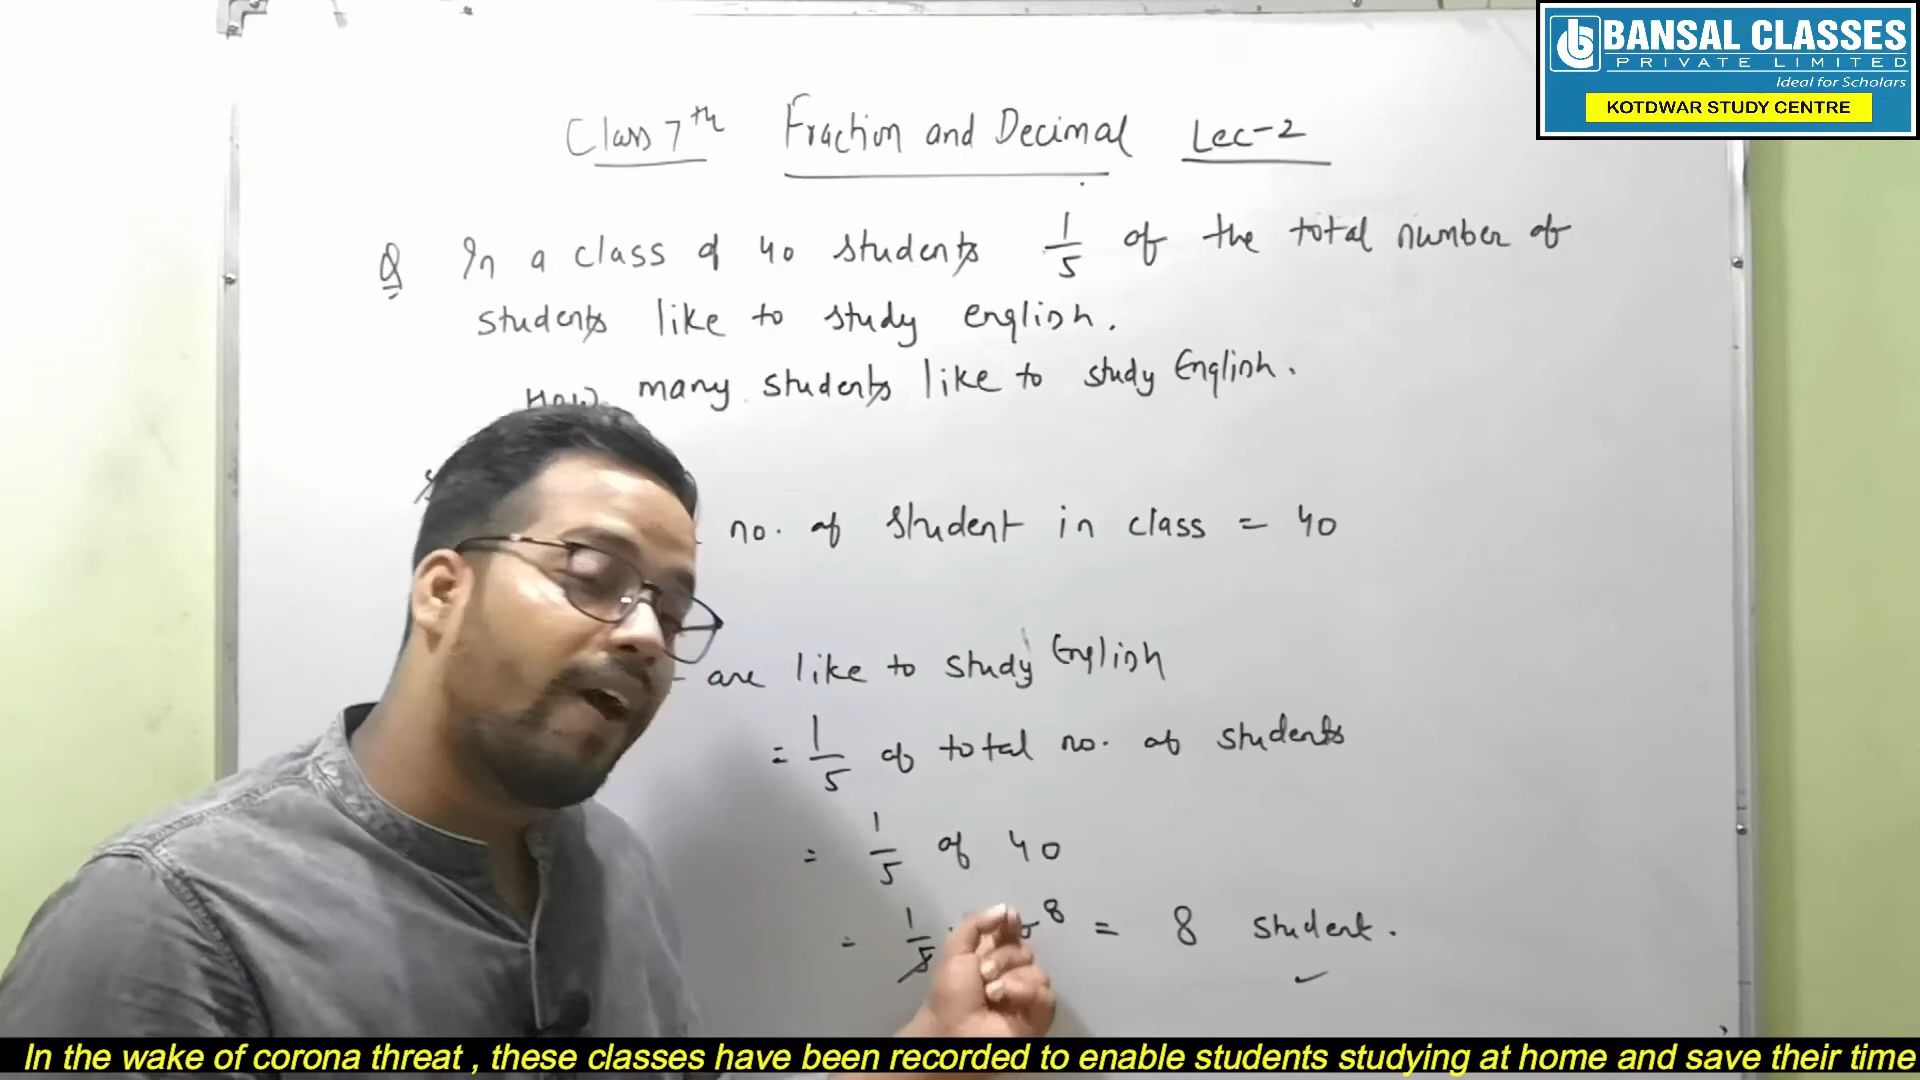 BANSAL CLASSES
PRIVATE LIMITED
Ideal for Scholars
KOTDWAR STUDY CENTRE
Class 7th Fraction and Decimal Lec-2
Q In a class of 40 students 1/5 of the total number of
students like to study english.
How many students like to study English.
no. of student in class = 40
are like to study English
= 1/5 of total no. of students
= 1/5 of 40
= 1/5 8 = 8 student.
In the wake of corona threat , these classes have been recorded to enable students studying at home and save their time